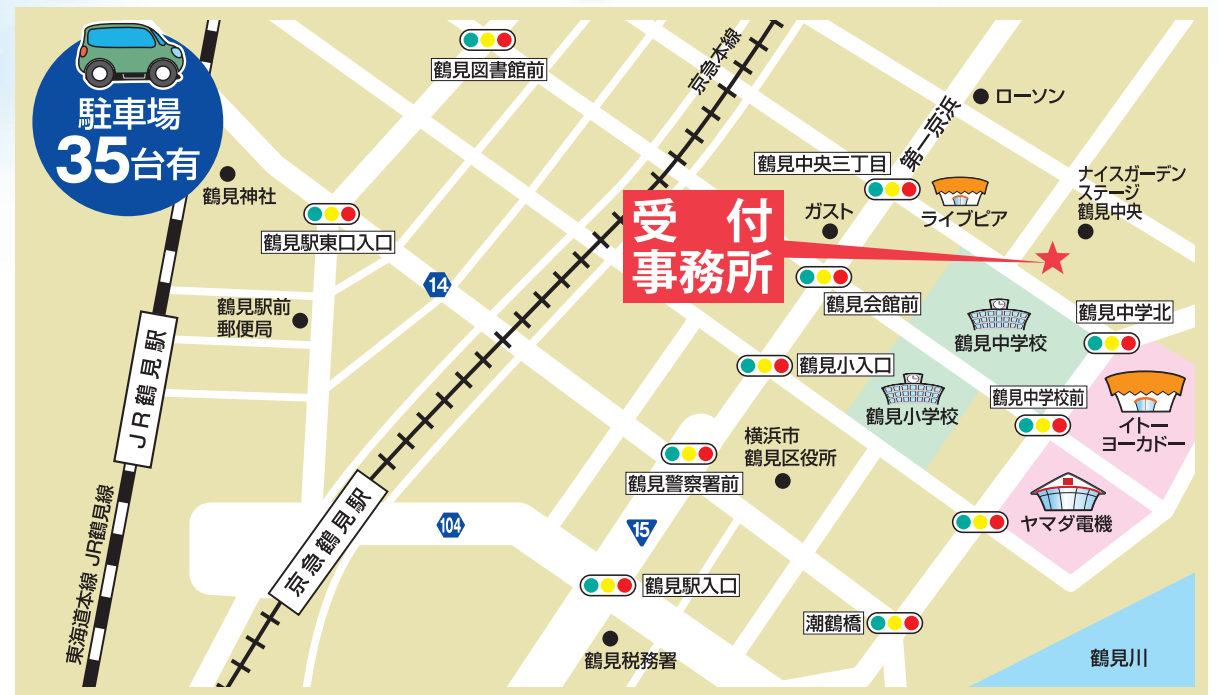 駐車場
35台有
鶴見図書館前
京急本線
第一京浜
ローソン
鶴見中央三丁目
ライブピア
ナイスガーデン
ステージ
鶴見中央
鶴見神社
鶴見駅東口入口
ガスト
受付
事務所
14
鶴見会館前
鶴見駅前
郵便局
鶴見中学校
鶴見中学北
JR鶴見駅
鶴見小入口
鶴見小学校
鶴見中学校前
イトー
ヨーカドー
横浜市
鶴見区役所
鶴見警察署前
京急鶴見駅
104
15
ヤマダ電機
東海道本線 JR鶴見線
鶴見駅入口
潮鶴橋
鶴見税務署
鶴見川